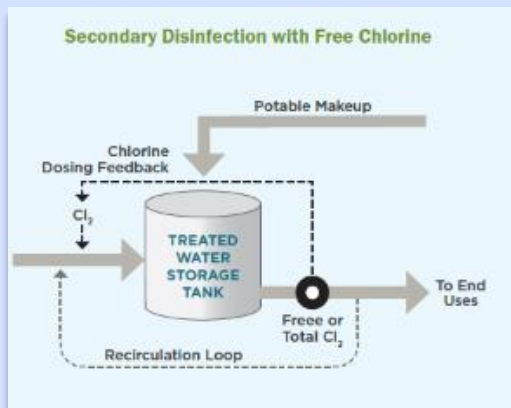 Secondary Disinfection with Free Chlorine
Potable Makeup
Chlorine
Dosing Feedback
Cl₂
TREATED
WATER
STORAGE
TANK
To End
Uses
Freee or
Total Cl₂
Recirculation Loop